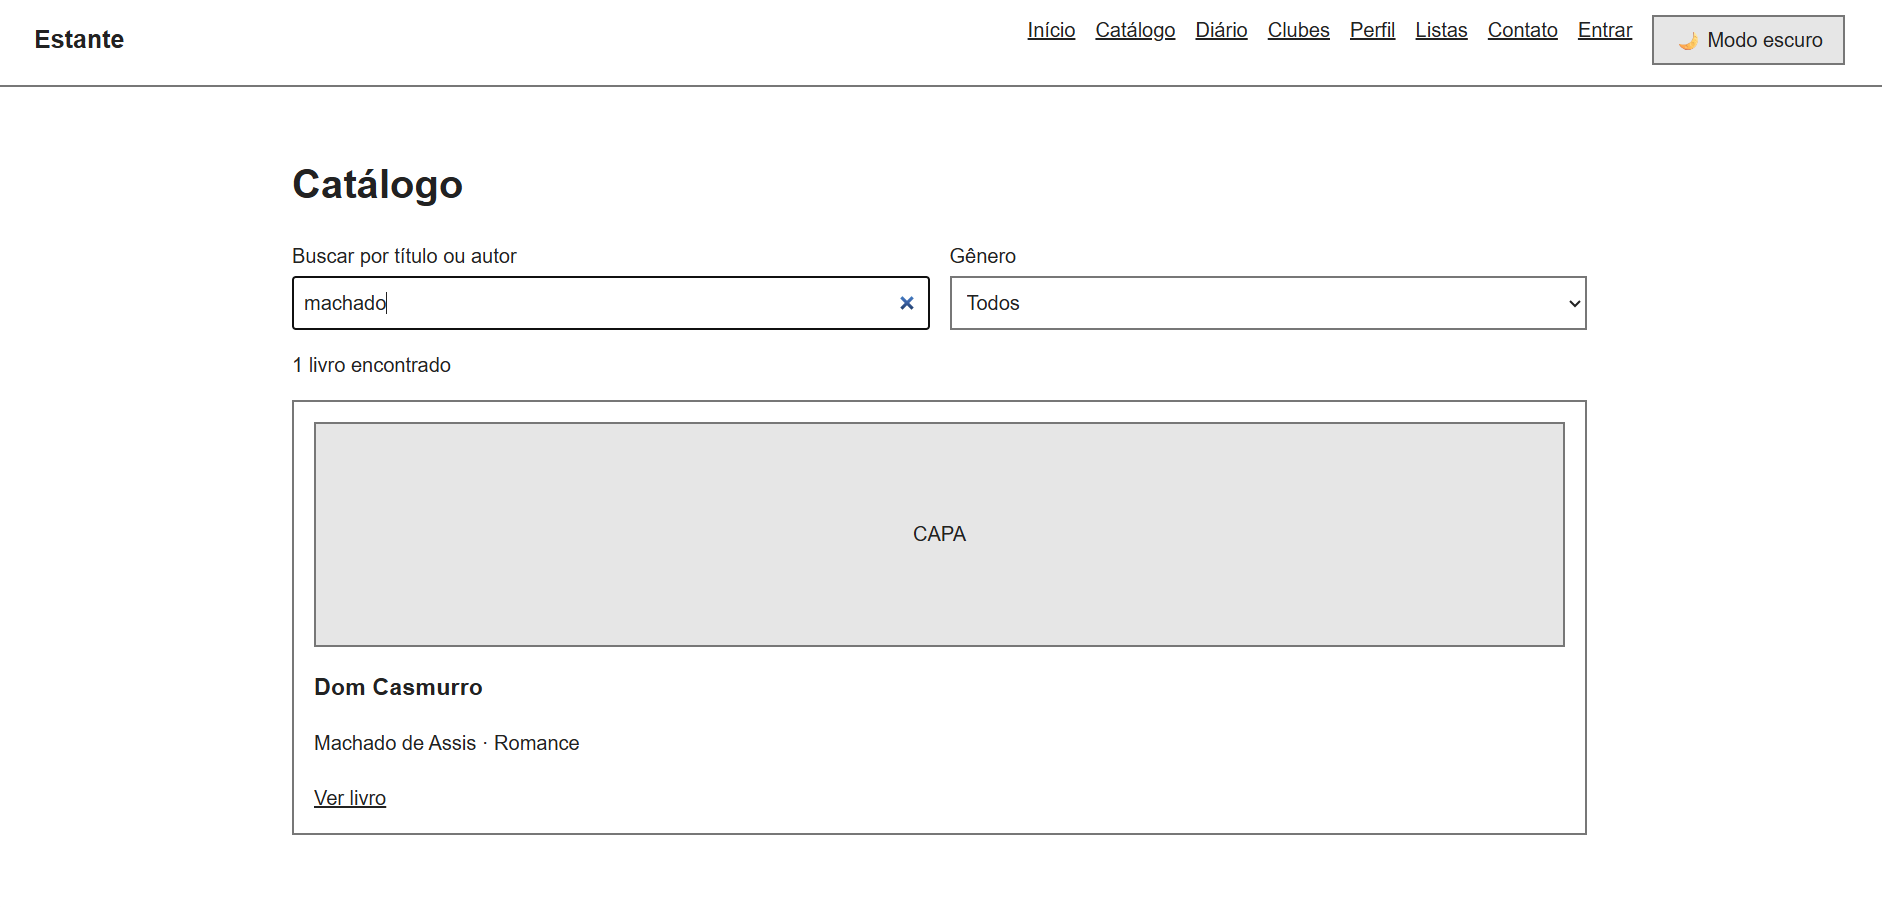 Estante
Início Catálogo Diário Clubes Perfil Listas Contato Entrar 🌙 Modo escuro
Catálogo
Buscar por título ou autor
Gênero
machado
Todos
1 livro encontrado
CAPA
Dom Casmurro
Machado de Assis · Romance
Ver livro